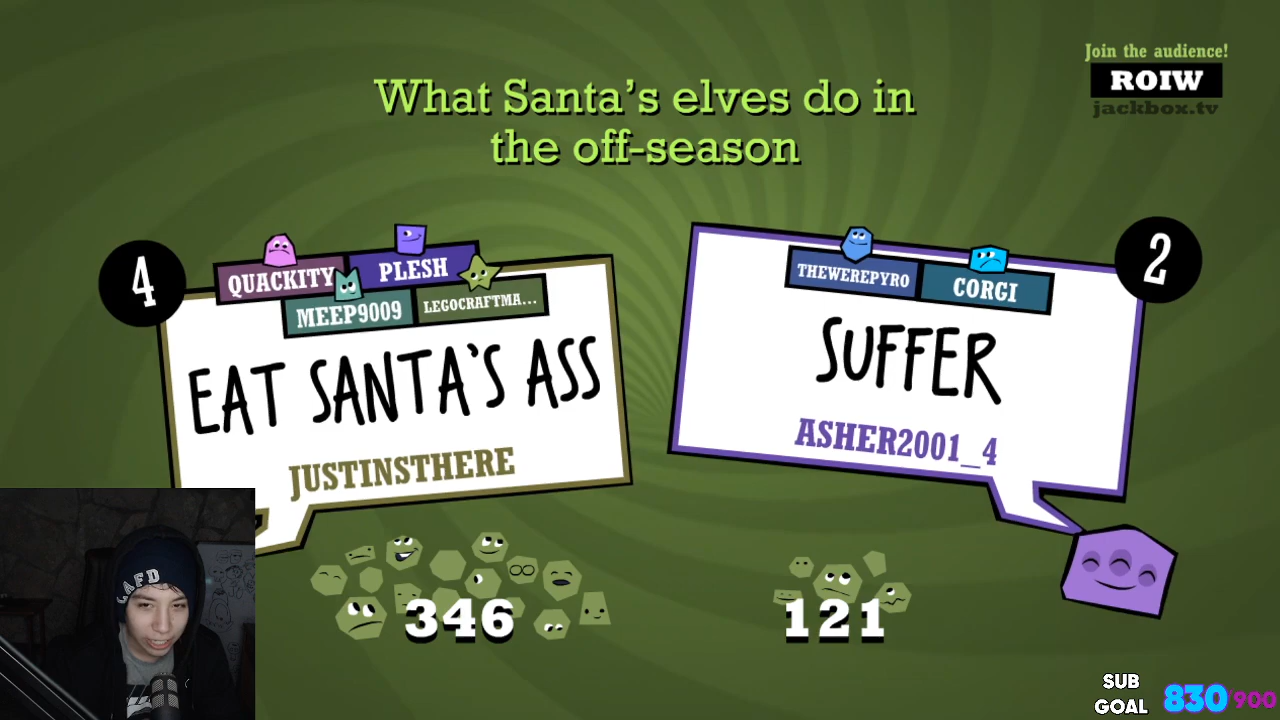 Join the audience!
ROIW
jackbox.tv
What Santa's elves do in
the off-season
4
QUACKITY
PLESH
MEEP9009
LEGOCRAFTMA...
EAT SANTA'S ASS
JUSTINSTHERE
2
THEWEREPYRO
CORGI
SUFFER
ASHER2001_4
346
121
LAFD
SUB
GOAL
830/900